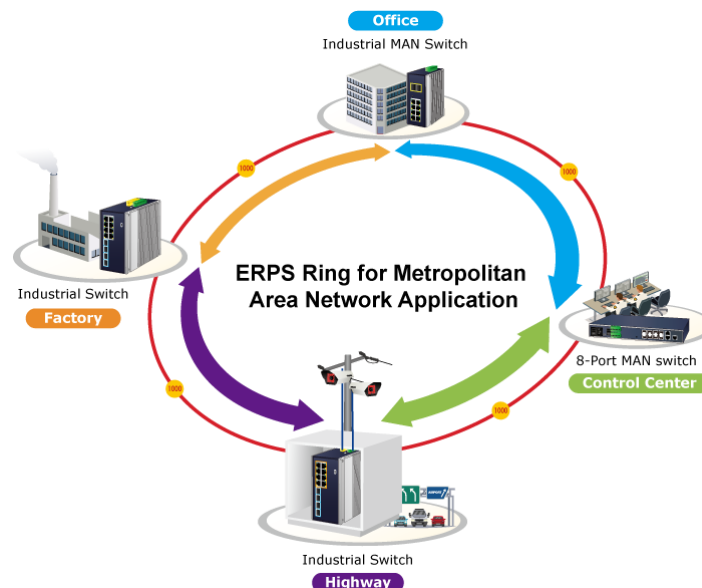 Office
Industrial MAN Switch
1000
1000
ERPS Ring for Metropolitan
Area Network Application
Industrial Switch
Factory
8-Port MAN switch
Control Center
1000
1000
Industrial Switch
Highway